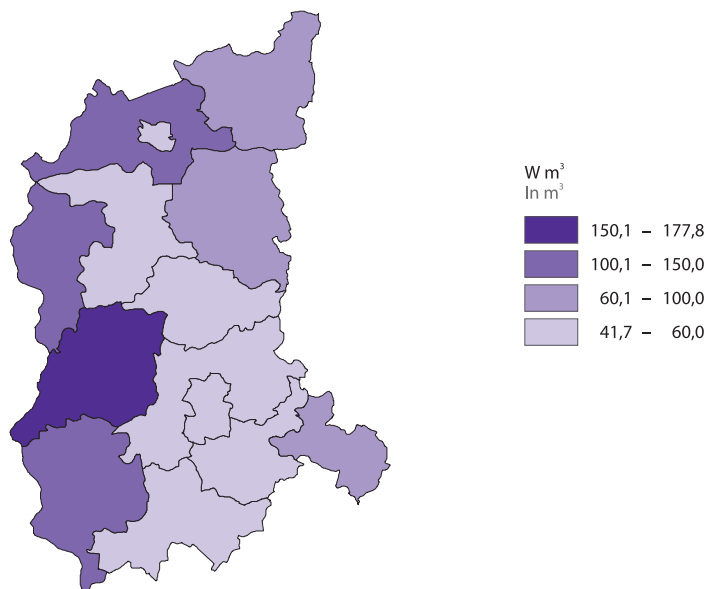 W m³
In m³
150,1 – 177,8
100,1 – 150,0
60,1 – 100,0
41,7 – 60,0